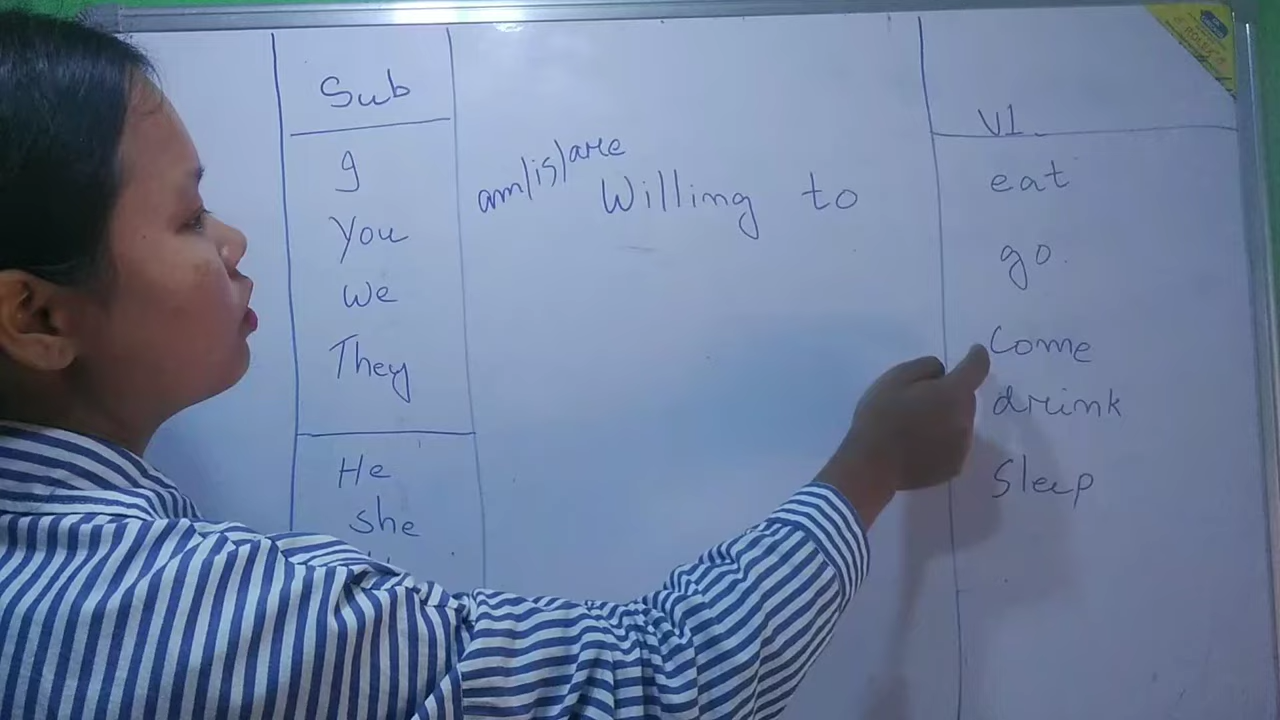 Sub
I
You
We
They
He
she
am/is/are
Willing to
V1
eat
go
Come
drink
Sleep